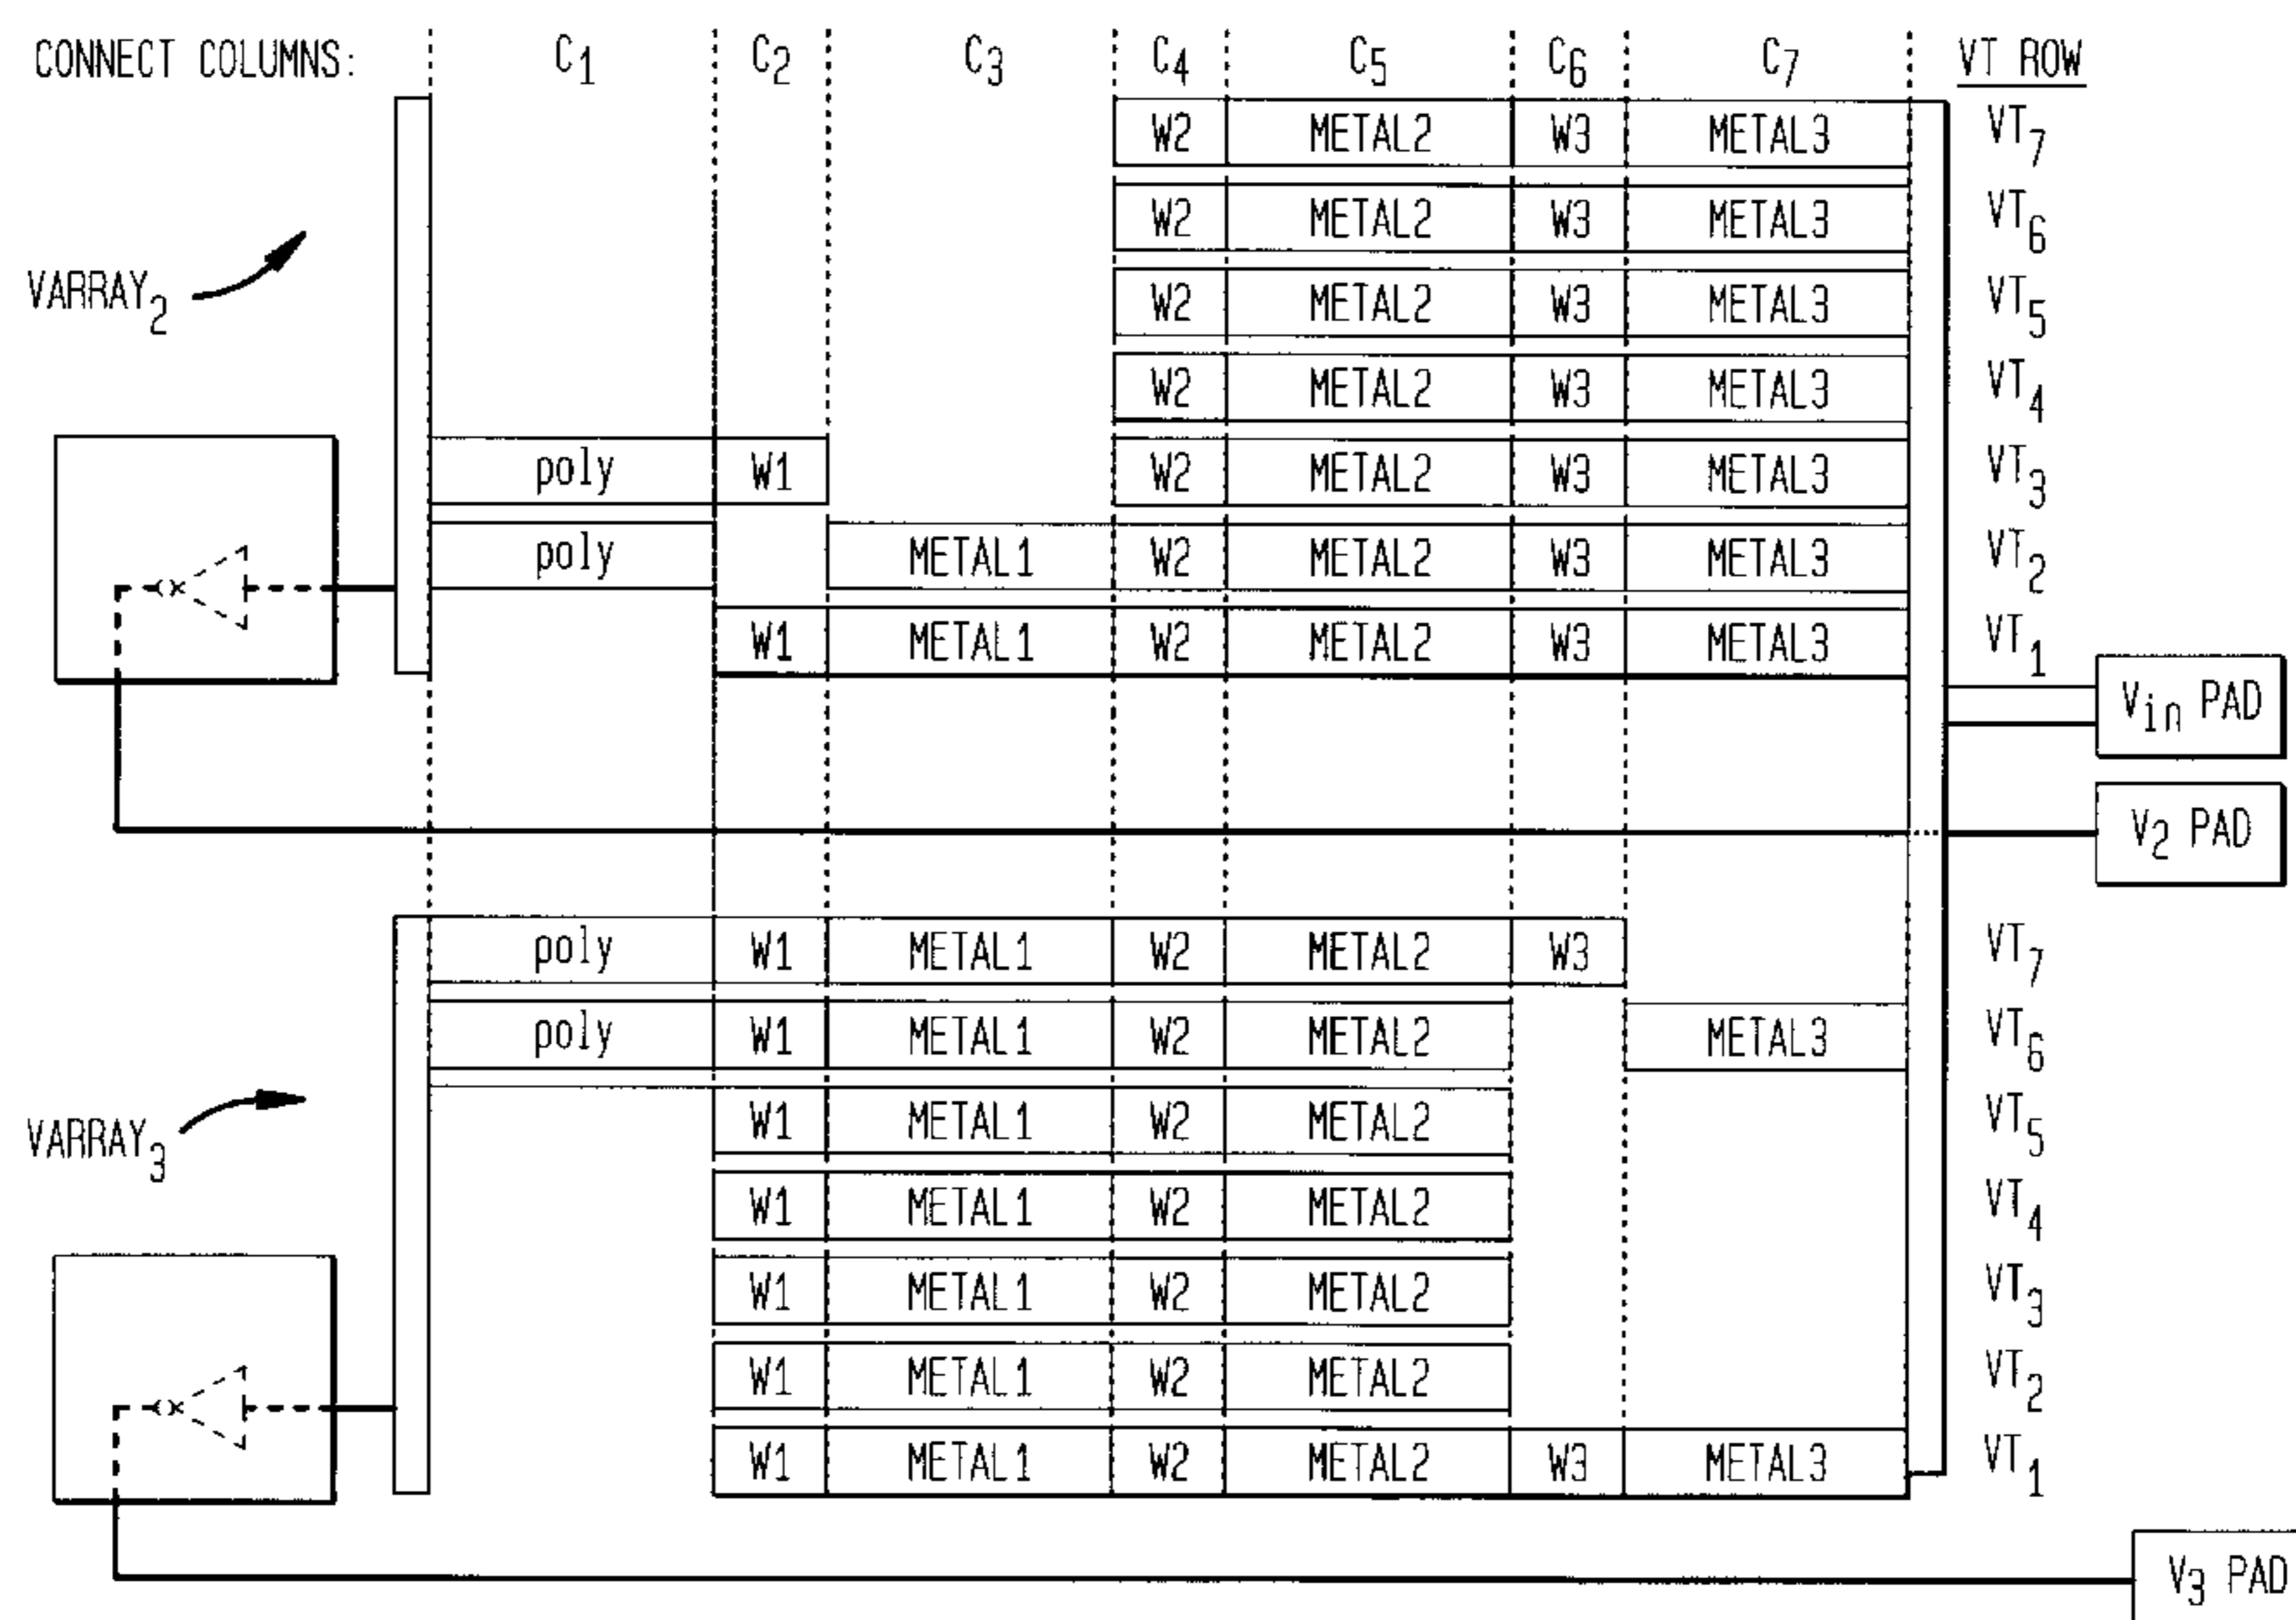 CONNECT COLUMNS: C1 C2 C3 C4 C5 C6 C7 VT ROW
W2 METAL2 W3 METAL3 VT7
W2 METAL2 W3 METAL3 VT6
VARRAY2 W2 METAL2 W3 METAL3 VT5
W2 METAL2 W3 METAL3 VT4
poly W1 W2 METAL2 W3 METAL3 VT3
poly METAL1 W2 METAL2 W3 METAL3 VT2
W1 METAL1 W2 METAL2 W3 METAL3 VT1
Vin PAD
V2 PAD
poly W1 METAL1 W2 METAL2 W3 VT7
poly W1 METAL1 W2 METAL2 METAL3 VT6
VARRAY3 W1 METAL1 W2 METAL2 VT5
W1 METAL1 W2 METAL2 VT4
W1 METAL1 W2 METAL2 VT3
W1 METAL1 W2 METAL2 VT2
W1 METAL1 W2 METAL2 W3 METAL3 VT1
V3 PAD